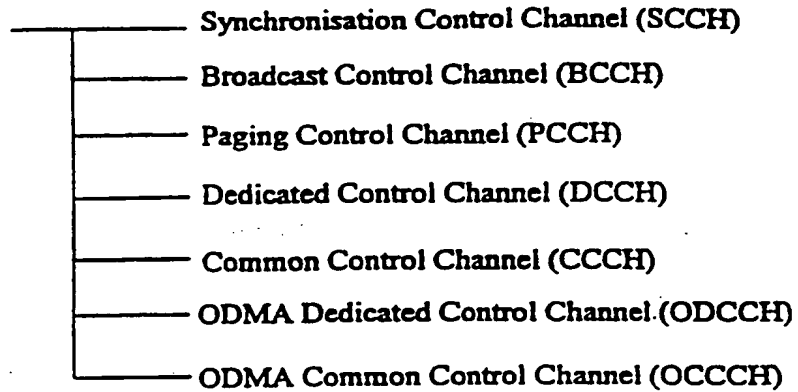 Synchronisation Control Channel (SCCH)
Broadcast Control Channel (BCCH)
Paging Control Channel (PCCH)
Dedicated Control Channel (DCCH)
Common Control Channel (CCCH)
ODMA Dedicated Control Channel (ODCCH)
ODMA Common Control Channel (OCCCH)